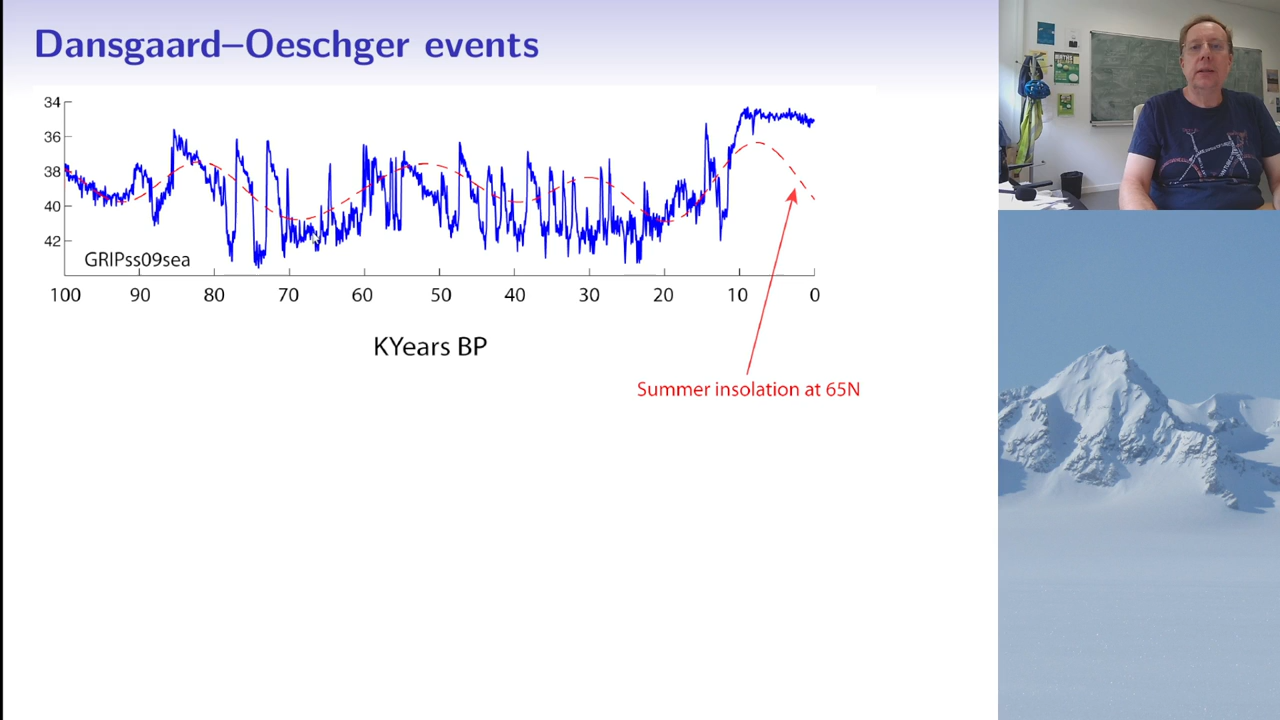 Dansgaard–Oeschger events
34
36
38
40
42
GRIPss09sea
100 90 80 70 60 50 40 30 20 10 0
KYears BP
Summer insolation at 65N